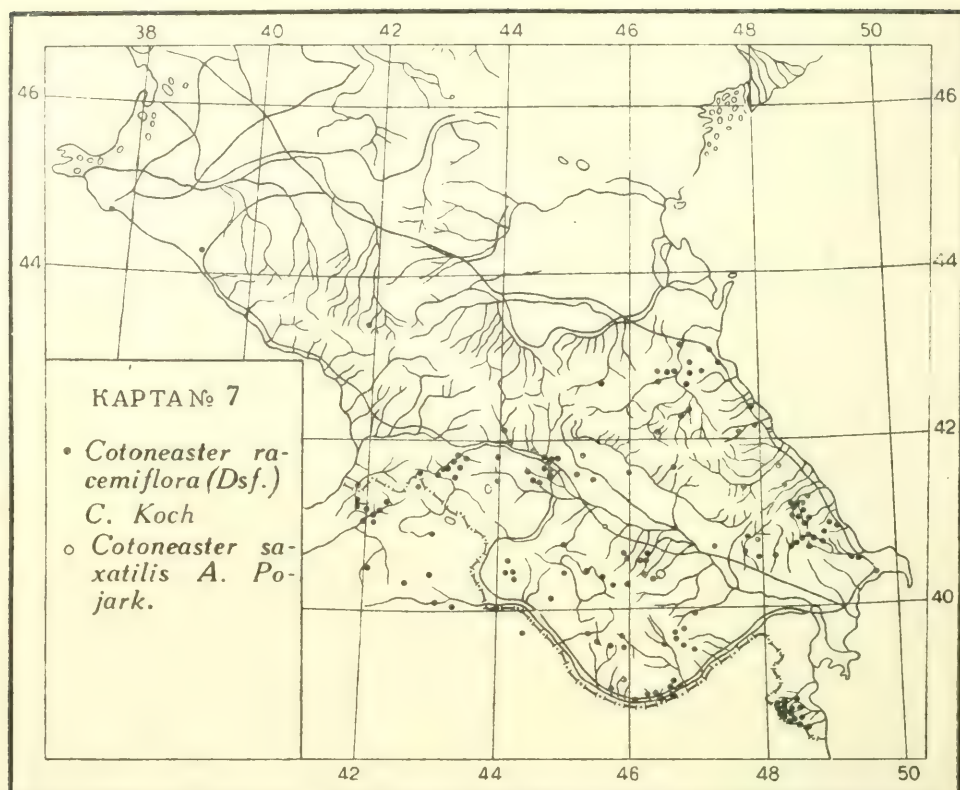 38 40 42 44 46 48 50
46 46
44 44
КАРТА № 7
• Cotoneaster ra-
cemiflora (Dsf.)
C. Koch
○ Cotoneaster sa-
xatilis A. Po-
jark.
42 42
40 40
42 44 46 48 50